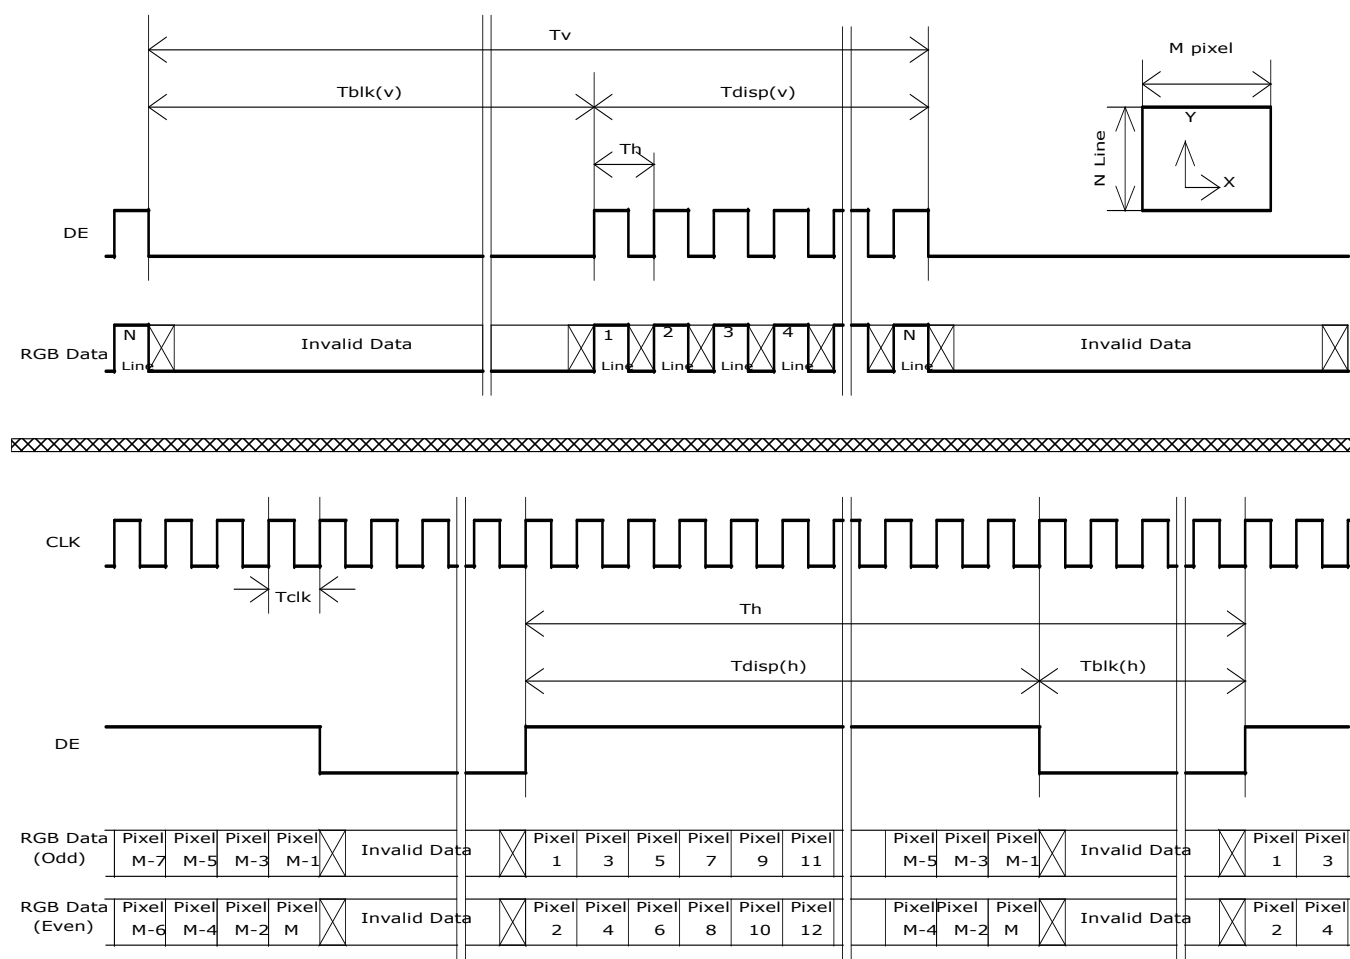 Tv
M pixel
Tblk(v) Tdisp(v)
Y
N Line
Th
X
DE
N 1 2 3 4 N
RGB Data Invalid Data Invalid Data
Line Line Line Line Line Line
CLK
Tclk
Th
Tdisp(h) Tblk(h)
DE
RGB Data Pixel Pixel Pixel Pixel Invalid Data Pixel Pixel Pixel Pixel Pixel Pixel Pixel Pixel Pixel Invalid Data Pixel Pixel
(Odd) M-7 M-5 M-3 M-1 1 3 5 7 9 11 M-5 M-3 M-1 1 3
RGB Data Pixel Pixel Pixel Pixel Invalid Data Pixel Pixel Pixel Pixel Pixel Pixel Pixel Pixel Pixel Invalid Data Pixel Pixel
(Even) M-6 M-4 M-2 M 2 4 6 8 10 12 M-4 M-2 M 2 4